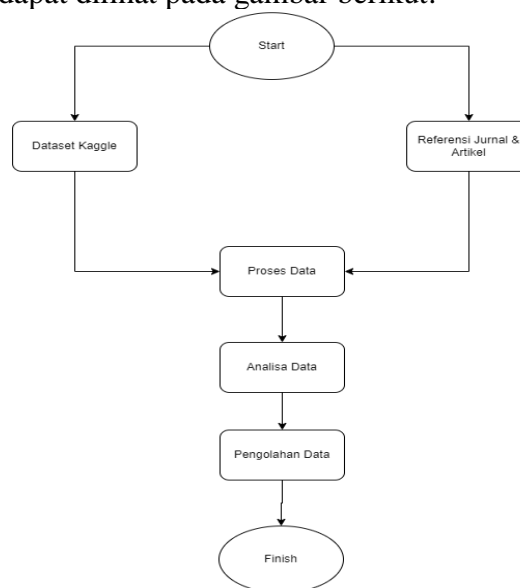 dapat dilihat pada gambar berikut:
Start
Dataset Kaggle
Referensi Jurnal &
Artikel
Proses Data
Analisa Data
Pengolahan Data
Finish